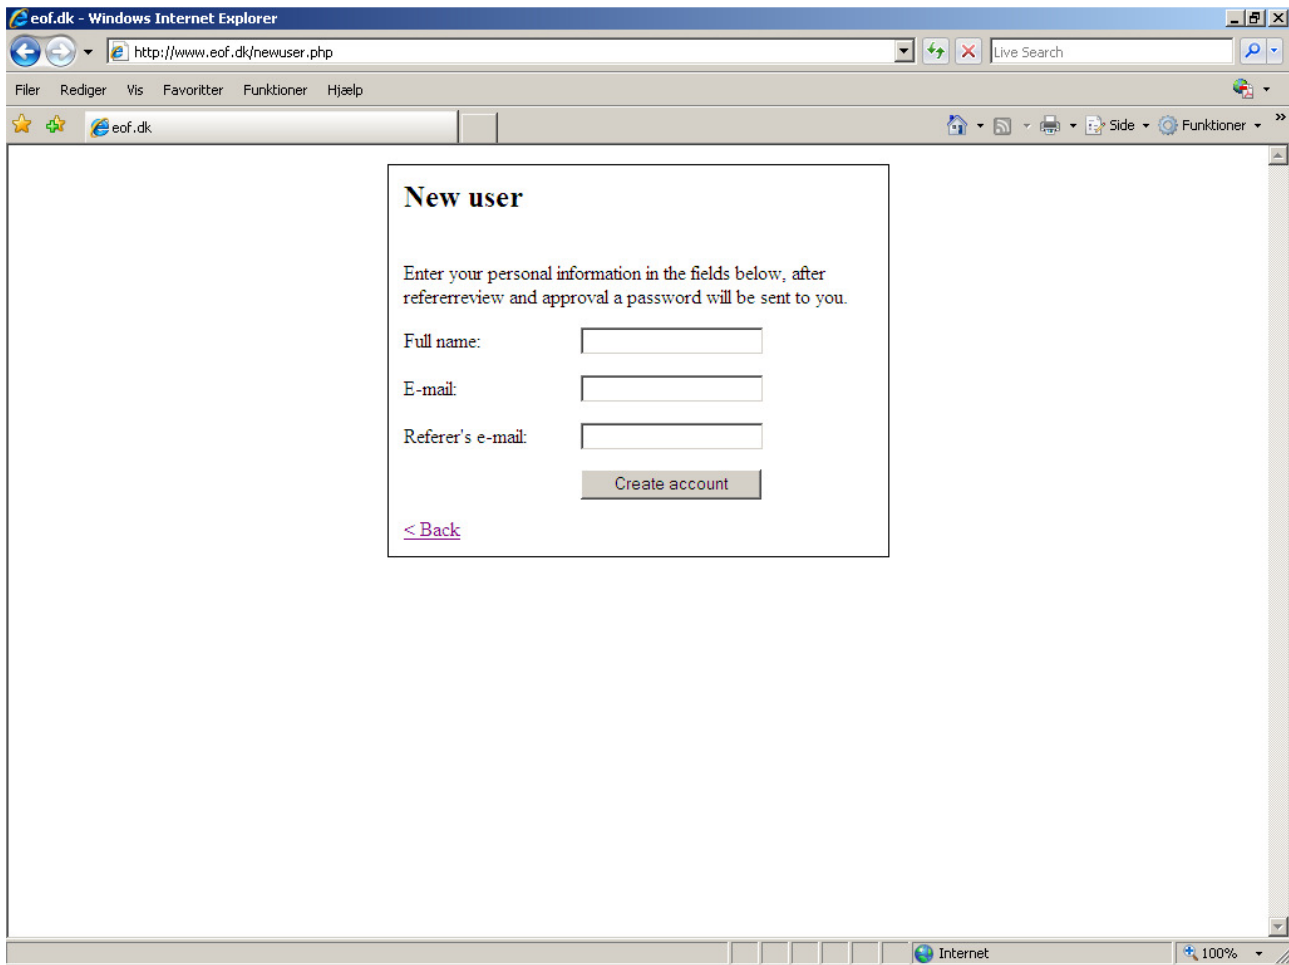 eof.dk - Windows Internet Explorer
http://www.eof.dk/newuser.php
Live Search
Filer Rediger Vis Favoritter Funktioner Hjælp
eof.dk
Side
Funktioner
»
New user
Enter your personal information in the fields below, after
refererreview and approval a password will be sent to you.
Full name:
E-mail:
Referer's e-mail:
Create account
< Back
Internet
100%